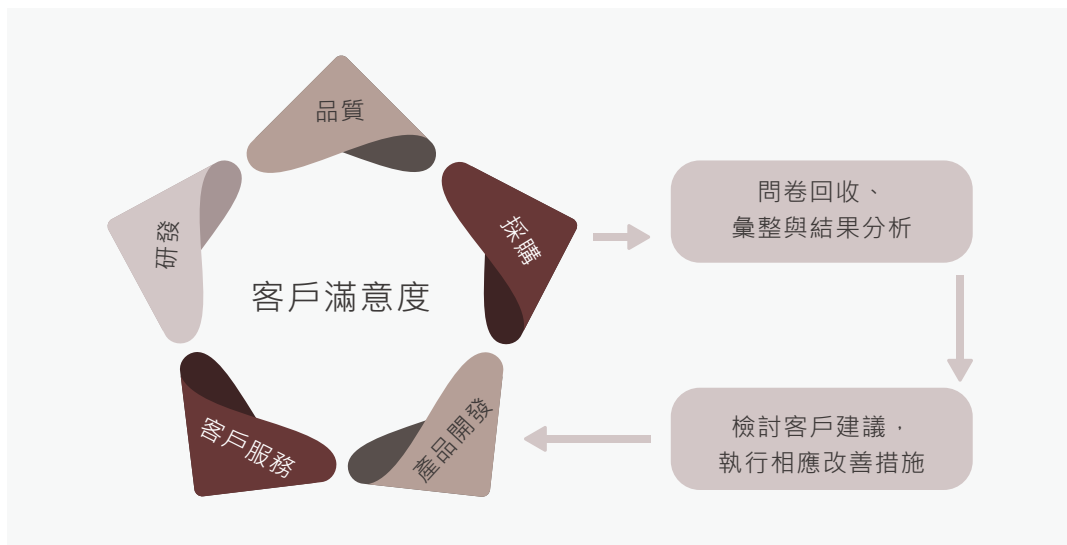 品質
採購
研發
客戶滿意度
客戶服務
產品開發
問卷回收、
彙整與結果分析
檢討客戶建議，
執行相應改善措施